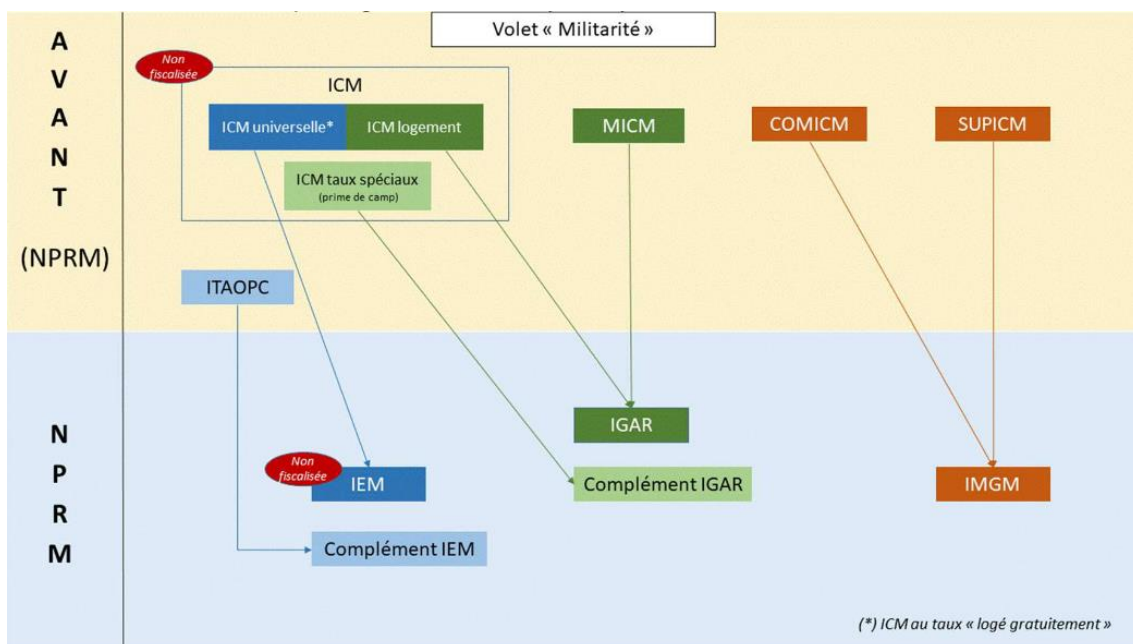 Volet « Militarité »
A
V
A
N
T
(NPRM)
Non
fiscalisée
ICM
ICM universelle*
ICM logement
ICM taux spéciaux
(prime de camp)
MICM
COMICM
SUPICM
ITAOPC
N
P
R
M
IGAR
Non
fiscalisée
IEM
Complément IGAR
IMGM
Complément IEM
(*) ICM au taux « logé gratuitement »